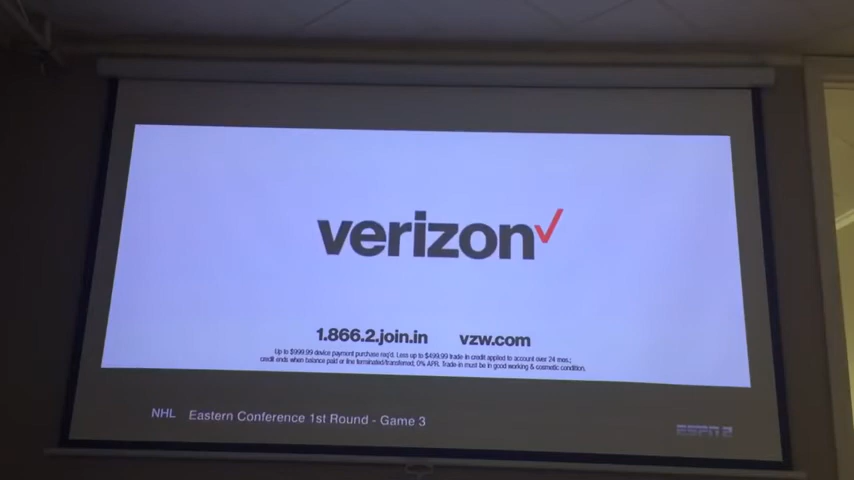 verizon✓
1.866.2.join.in vzw.com
Up to $999.99 device payment purchase req'd. Less up to $499.99 trade in credit applied to account over 24 mos.;
credit ends when balance paid or line terminated/transferred; 0% APR. Trade-in must be in good working & cosmetic condition.
NHL Eastern Conference 1st Round - Game 3
ESPN 2